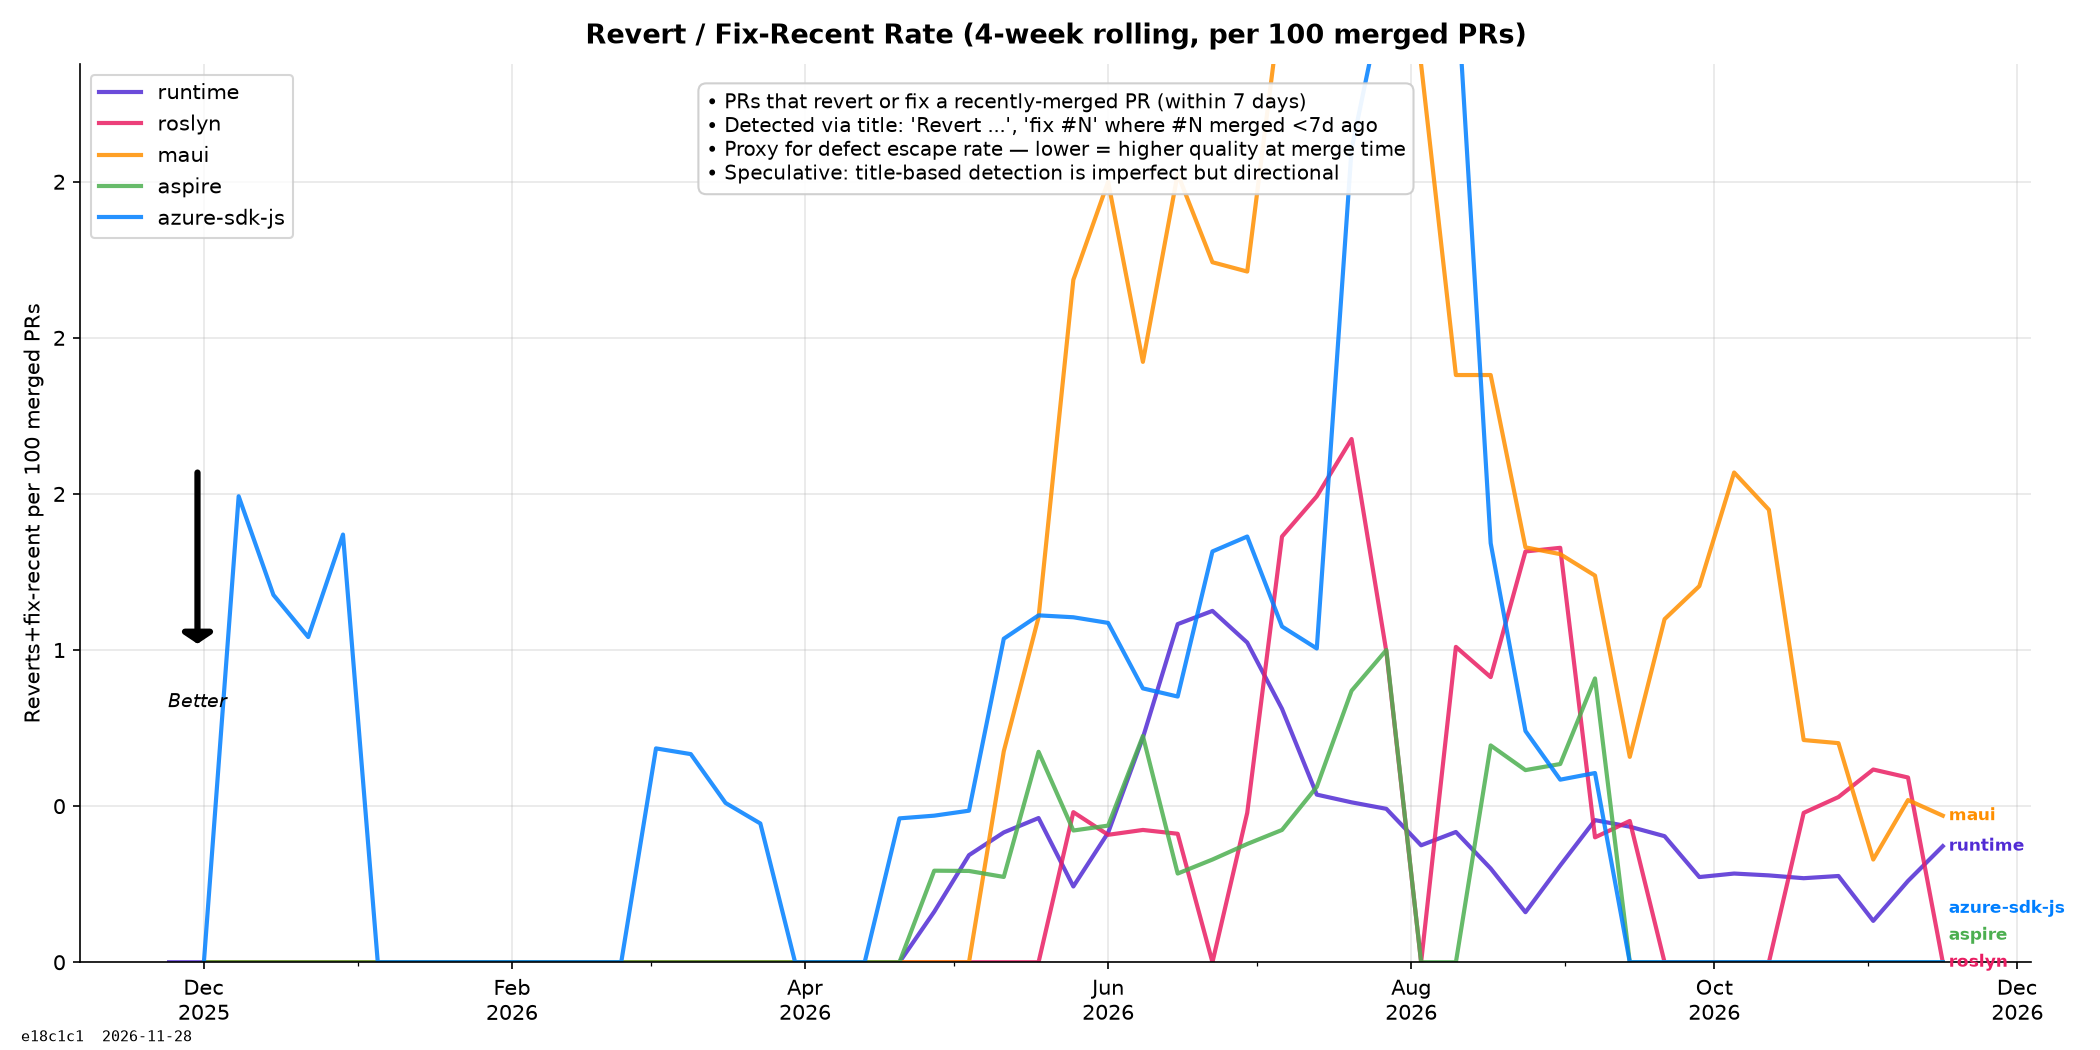 Revert / Fix-Recent Rate (4-week rolling, per 100 merged PRs)
runtime
roslyn
maui
aspire
azure-sdk-js
• PRs that revert or fix a recently-merged PR (within 7 days)
• Detected via title: 'Revert ...', 'fix #N' where #N merged <7d ago
• Proxy for defect escape rate — lower = higher quality at merge time
• Speculative: title-based detection is imperfect but directional
Reverts+fix-recent per 100 merged PRs
2
2
2
1
0
0
Better
maui
runtime
azure-sdk-js
aspire
roslyn
Dec
2025
Feb
2026
Apr
2026
Jun
2026
Aug
2026
Oct
2026
Dec
2026
e18c1c1 2026-11-28